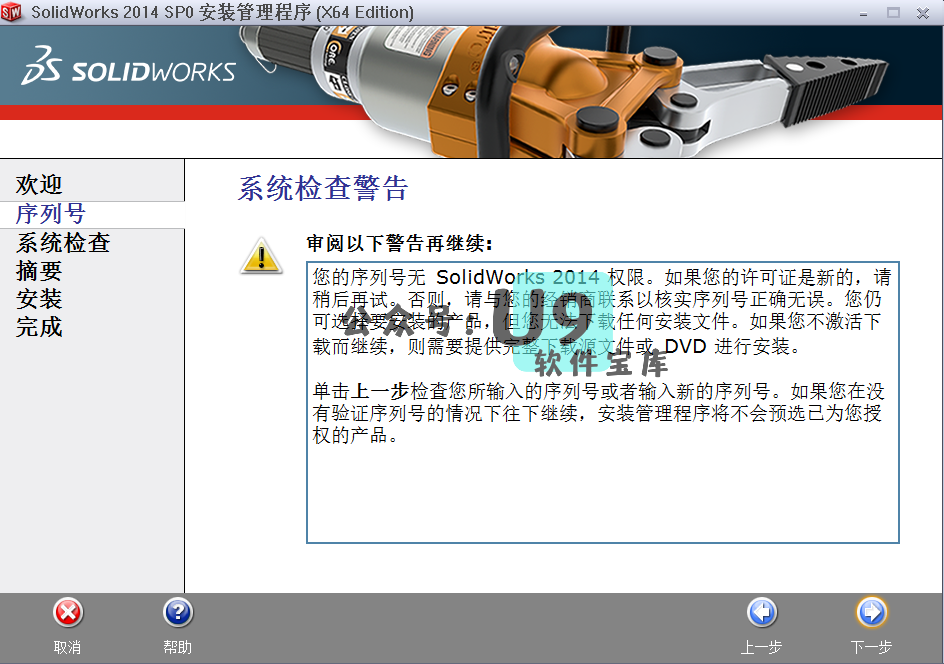 SolidWorks 2014 SP0 安装管理程序 (X64 Edition)
SOLIDWORKS
欢迎
序列号
系统检查
摘要
安装
完成
系统检查警告
审阅以下警告再继续:
您的序列号无 SolidWorks 2014 权限。如果您的许可证是新的，请
稍后再试。否则，请与您的经销商联系以核实序列号正确无误。您仍
可选择要安装的产品，但您无法下载任何安装文件。如果您不激活下
载而继续，则需要提供完整下载源文件或 DVD 进行安装。
单击上一步检查您所输入的序列号或者输入新的序列号。如果您在没
有验证序列号的情况下往下继续，安装管理程序将不会预选已为您授
权的产品。
公众号：U9
软件宝库
取消
帮助
上一步
下一步